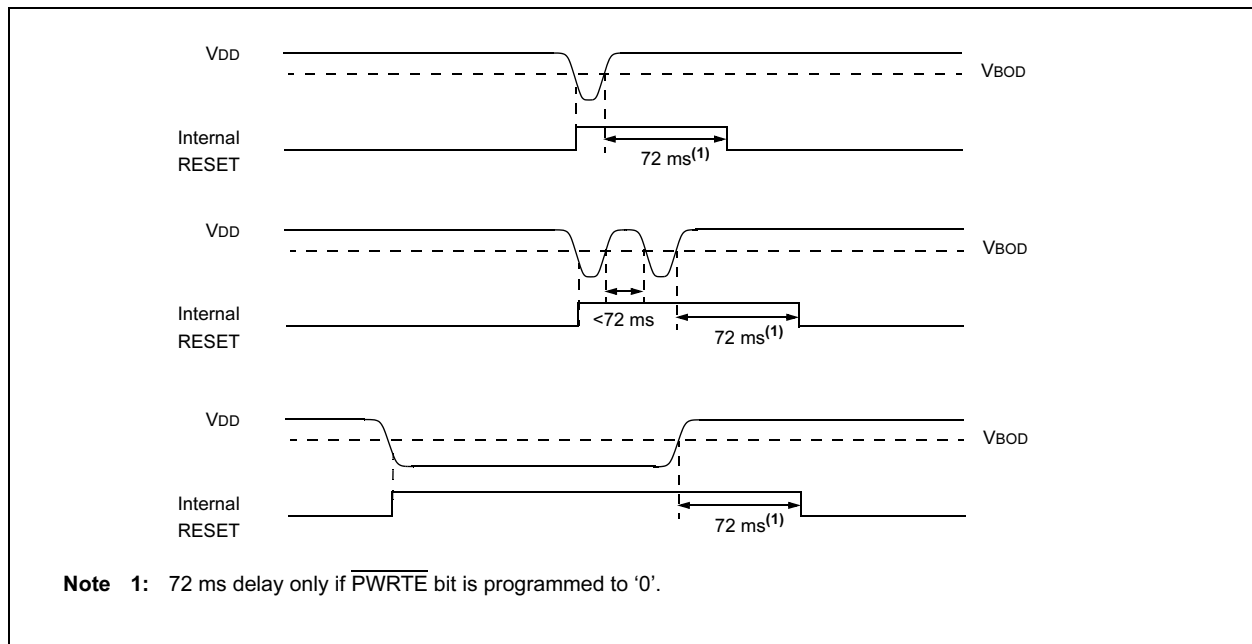 VDD
VBOD
Internal
RESET
72 ms(1)
VDD
VBOD
Internal
RESET
<72 ms
72 ms(1)
VDD
VBOD
Internal
RESET
72 ms(1)
Note 1: 72 ms delay only if PWRTE bit is programmed to ‘0’.